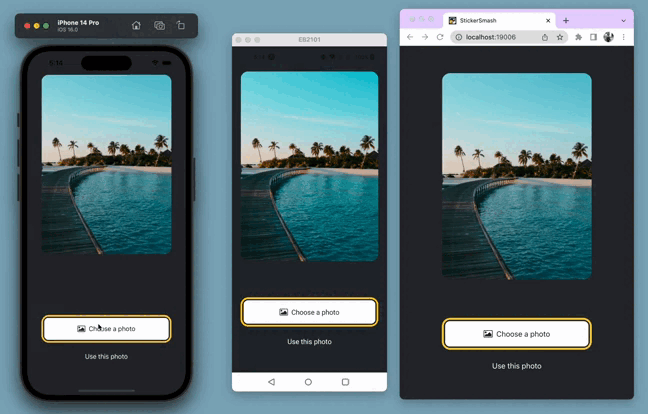 iPhone 14 Pro
iOS 16.0
5:14
Choose a photo
Use this photo
EB2101
Choose a photo
Use this photo
StickerSmash
localhost:19006
Choose a photo
Use this photo